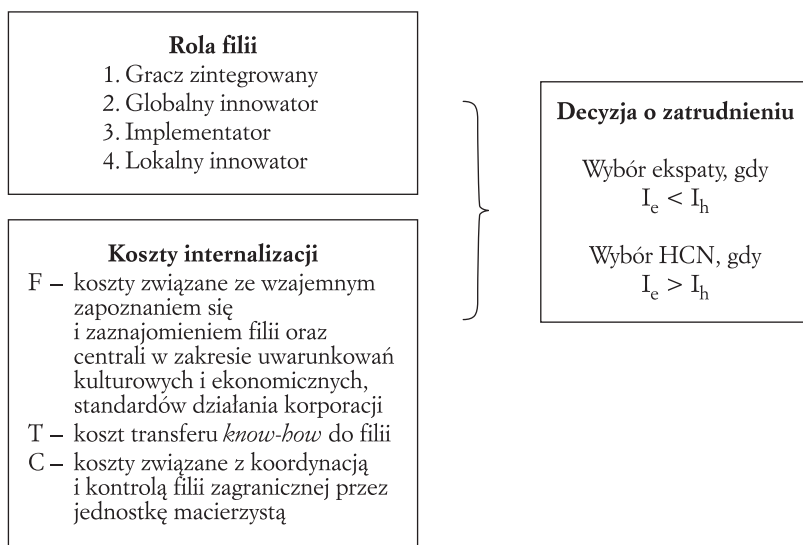 Rola filii
1. Gracz zintegrowany
2. Globalny innowator
3. Implementator
4. Lokalny innowator
Koszty internalizacji
F – koszty związane ze wzajemnym
zapoznaniem się
i zaznajomieniem filii oraz
centrali w zakresie uwarunkowań
kulturowych i ekonomicznych,
standardów działania korporacji
T – koszt transferu know-how do filii
C – koszty związane z koordynacją
i kontrolą filii zagranicznej przez
jednostkę macierzystą
Decyzja o zatrudnieniu
Wybór ekspaty, gdy
Iₑ < Iₕ
Wybór HCN, gdy
Iₑ > Iₕ